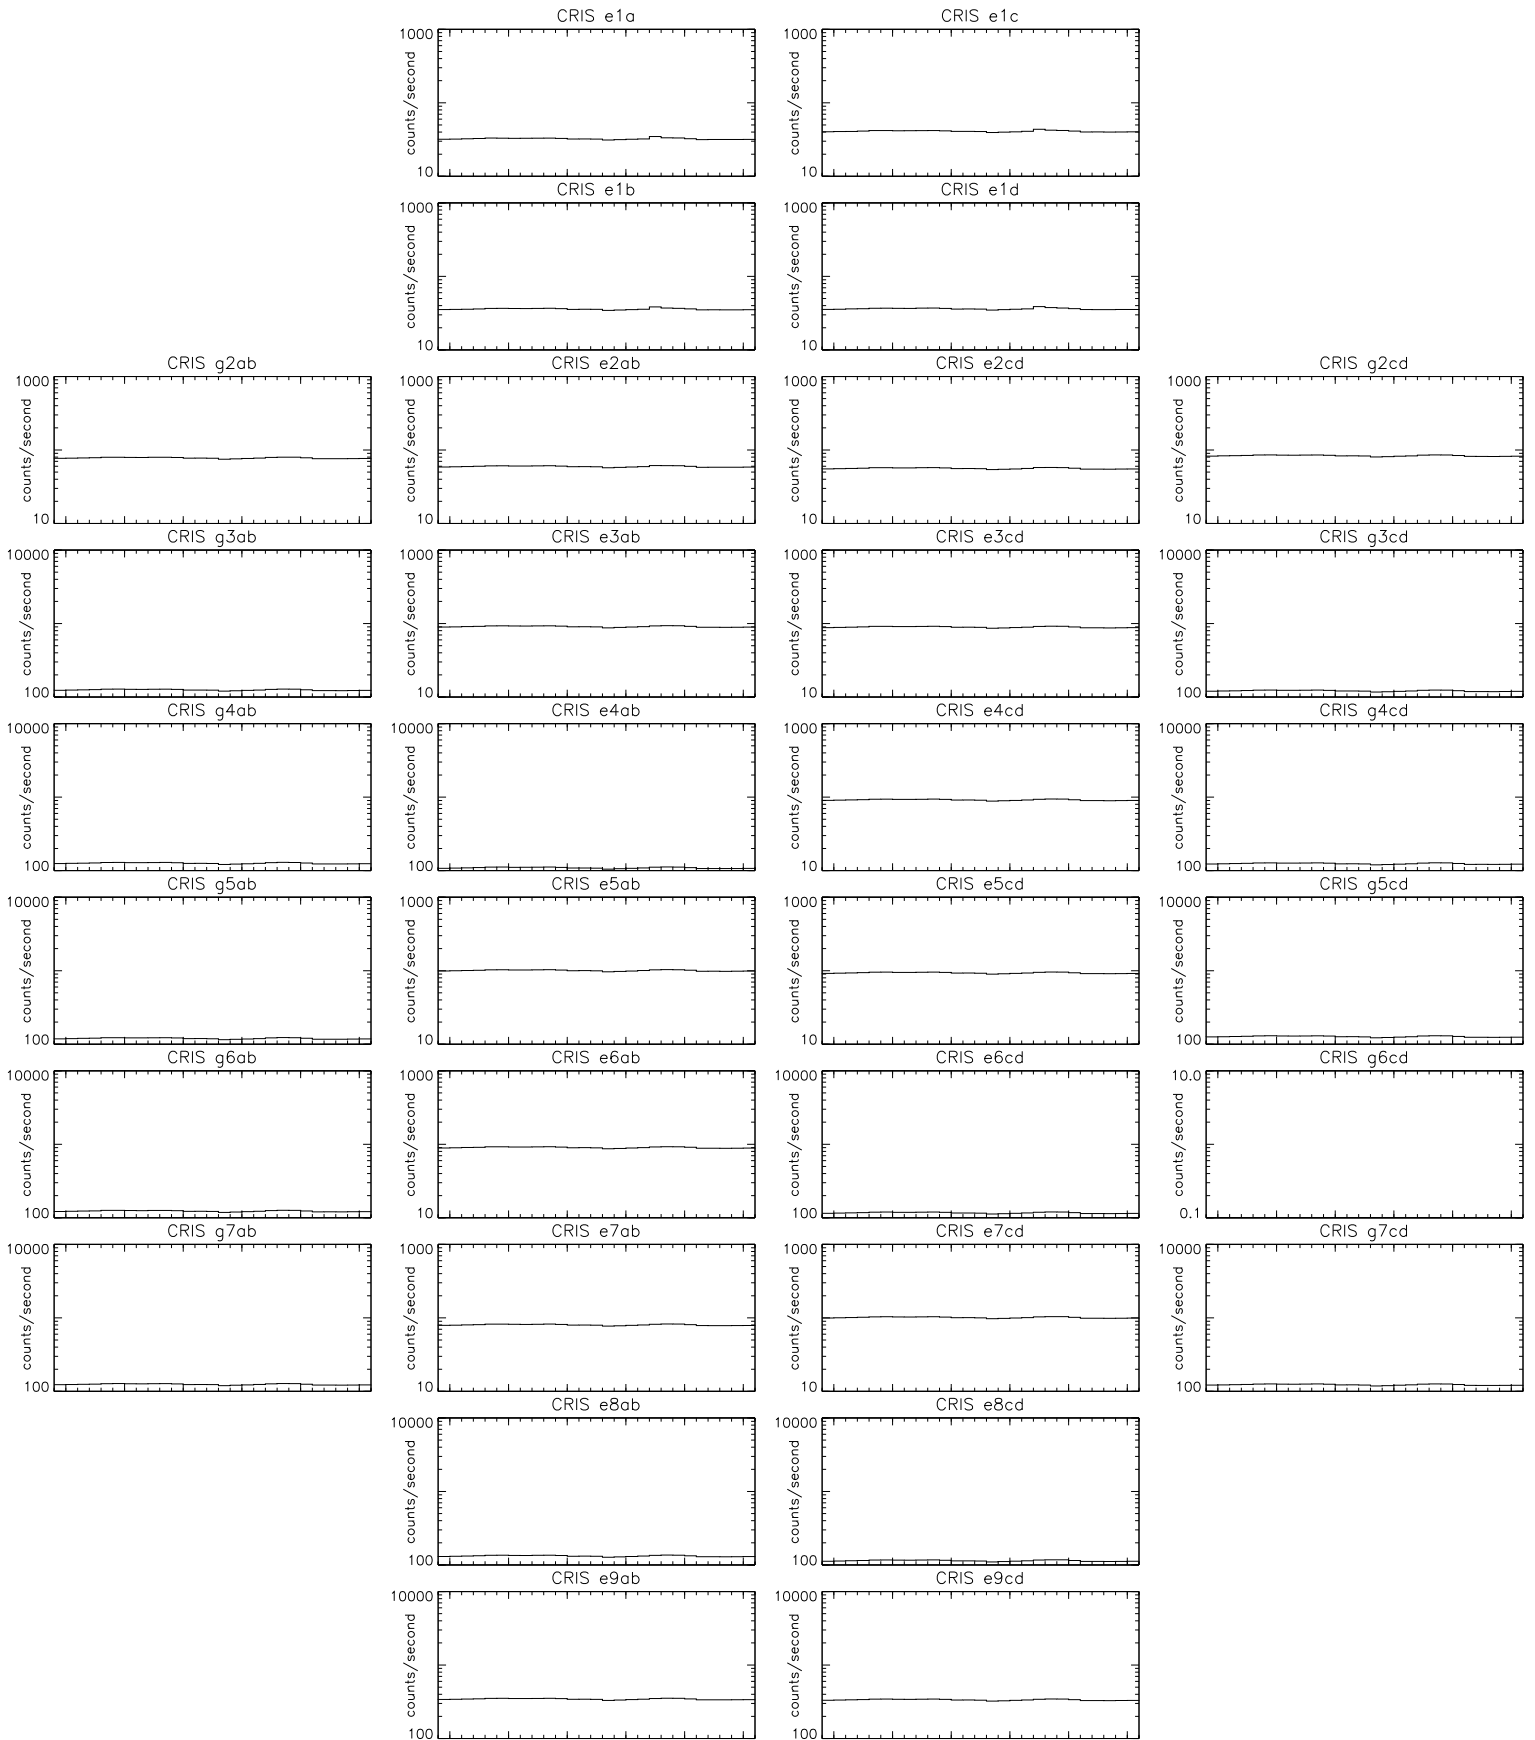 CRIS e1a
CRIS e1c
1000
counts/second
10
1000
counts/second
10
CRIS e1b
CRIS e1d
1000
counts/second
10
1000
counts/second
10
CRIS g2ab
CRIS e2ab
CRIS e2cd
CRIS g2cd
1000
counts/second
10
1000
counts/second
10
1000
counts/second
10
1000
counts/second
10
CRIS g3ab
CRIS e3ab
CRIS e3cd
CRIS g3cd
10000
counts/second
100
1000
counts/second
10
1000
counts/second
10
10000
counts/second
100
CRIS g4ab
CRIS e4ab
CRIS e4cd
CRIS g4cd
10000
counts/second
100
10000
counts/second
100
1000
counts/second
10
10000
counts/second
100
CRIS g5ab
CRIS e5ab
CRIS e5cd
CRIS g5cd
10000
counts/second
100
1000
counts/second
10
1000
counts/second
10
10000
counts/second
100
CRIS g6ab
CRIS e6ab
CRIS e6cd
CRIS g6cd
10000
counts/second
100
1000
counts/second
10
10000
counts/second
100
10.0
counts/second
0.1
CRIS g7ab
CRIS e7ab
CRIS e7cd
CRIS g7cd
10000
counts/second
100
1000
counts/second
10
1000
counts/second
10
10000
counts/second
100
CRIS e8ab
CRIS e8cd
10000
counts/second
100
10000
counts/second
100
CRIS e9ab
CRIS e9cd
10000
counts/second
100
10000
counts/second
100